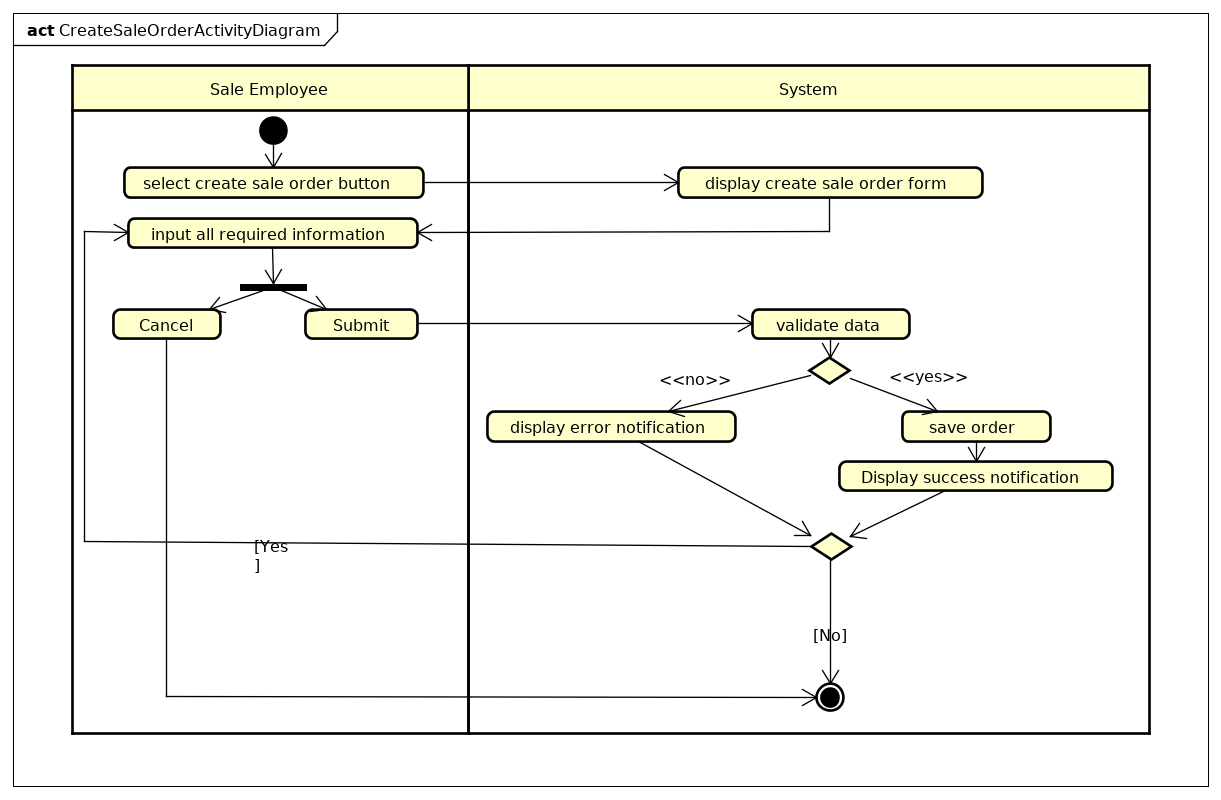 act CreateSaleOrderActivityDiagram
Sale Employee
System
select create sale order button
display create sale order form
input all required information
Cancel
Submit
validate data
<<no>>
<<yes>>
display error notification
save order
Display success notification
[Yes
]
[No]